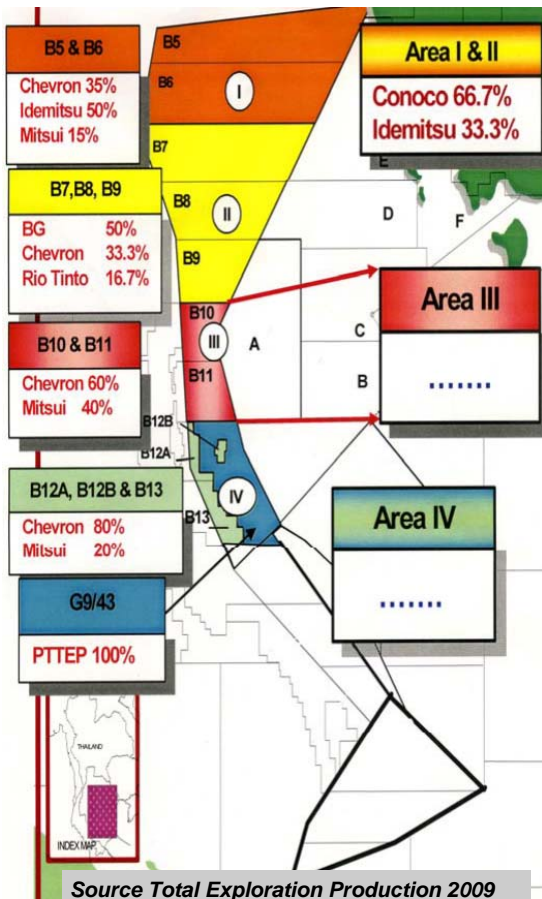 B5 & B6
Chevron 35%
Idemitsu 50%
Mitsui 15%
B7,B8, B9
BG 50%
Chevron 33.3%
Rio Tinto 16.7%
B10 & B11
Chevron 60%
Mitsui 40%
B12A, B12B & B13
Chevron 80%
Mitsui 20%
G9/43
PTTEP 100%
THAILAND
INDEX MAP
B5
B6
I
B7
B8
II
B9
B10
III
B11
B12B
B12A
IV
B13
A
E
D
F
C
B
Area I & II
Conoco 66.7%
Idemitsu 33.3%
Area III
.......
Area IV
.......
Source Total Exploration Production 2009